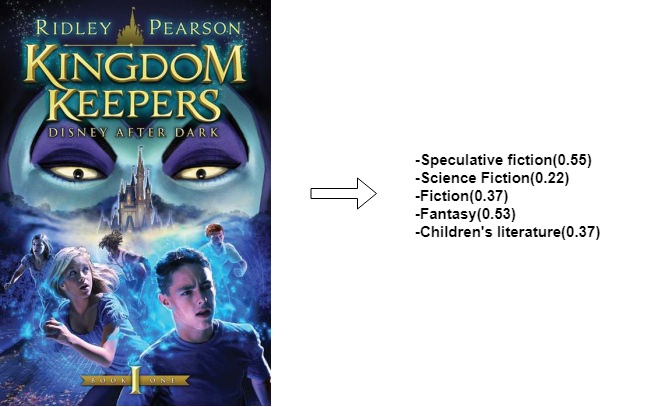 RIDLEY PEARSON
KINGDOM
KEEPERS
DISNEY AFTER DARK
BOOK I ONE
-Speculative fiction(0.55)
-Science Fiction(0.22)
-Fiction(0.37)
-Fantasy(0.53)
-Children's literature(0.37)